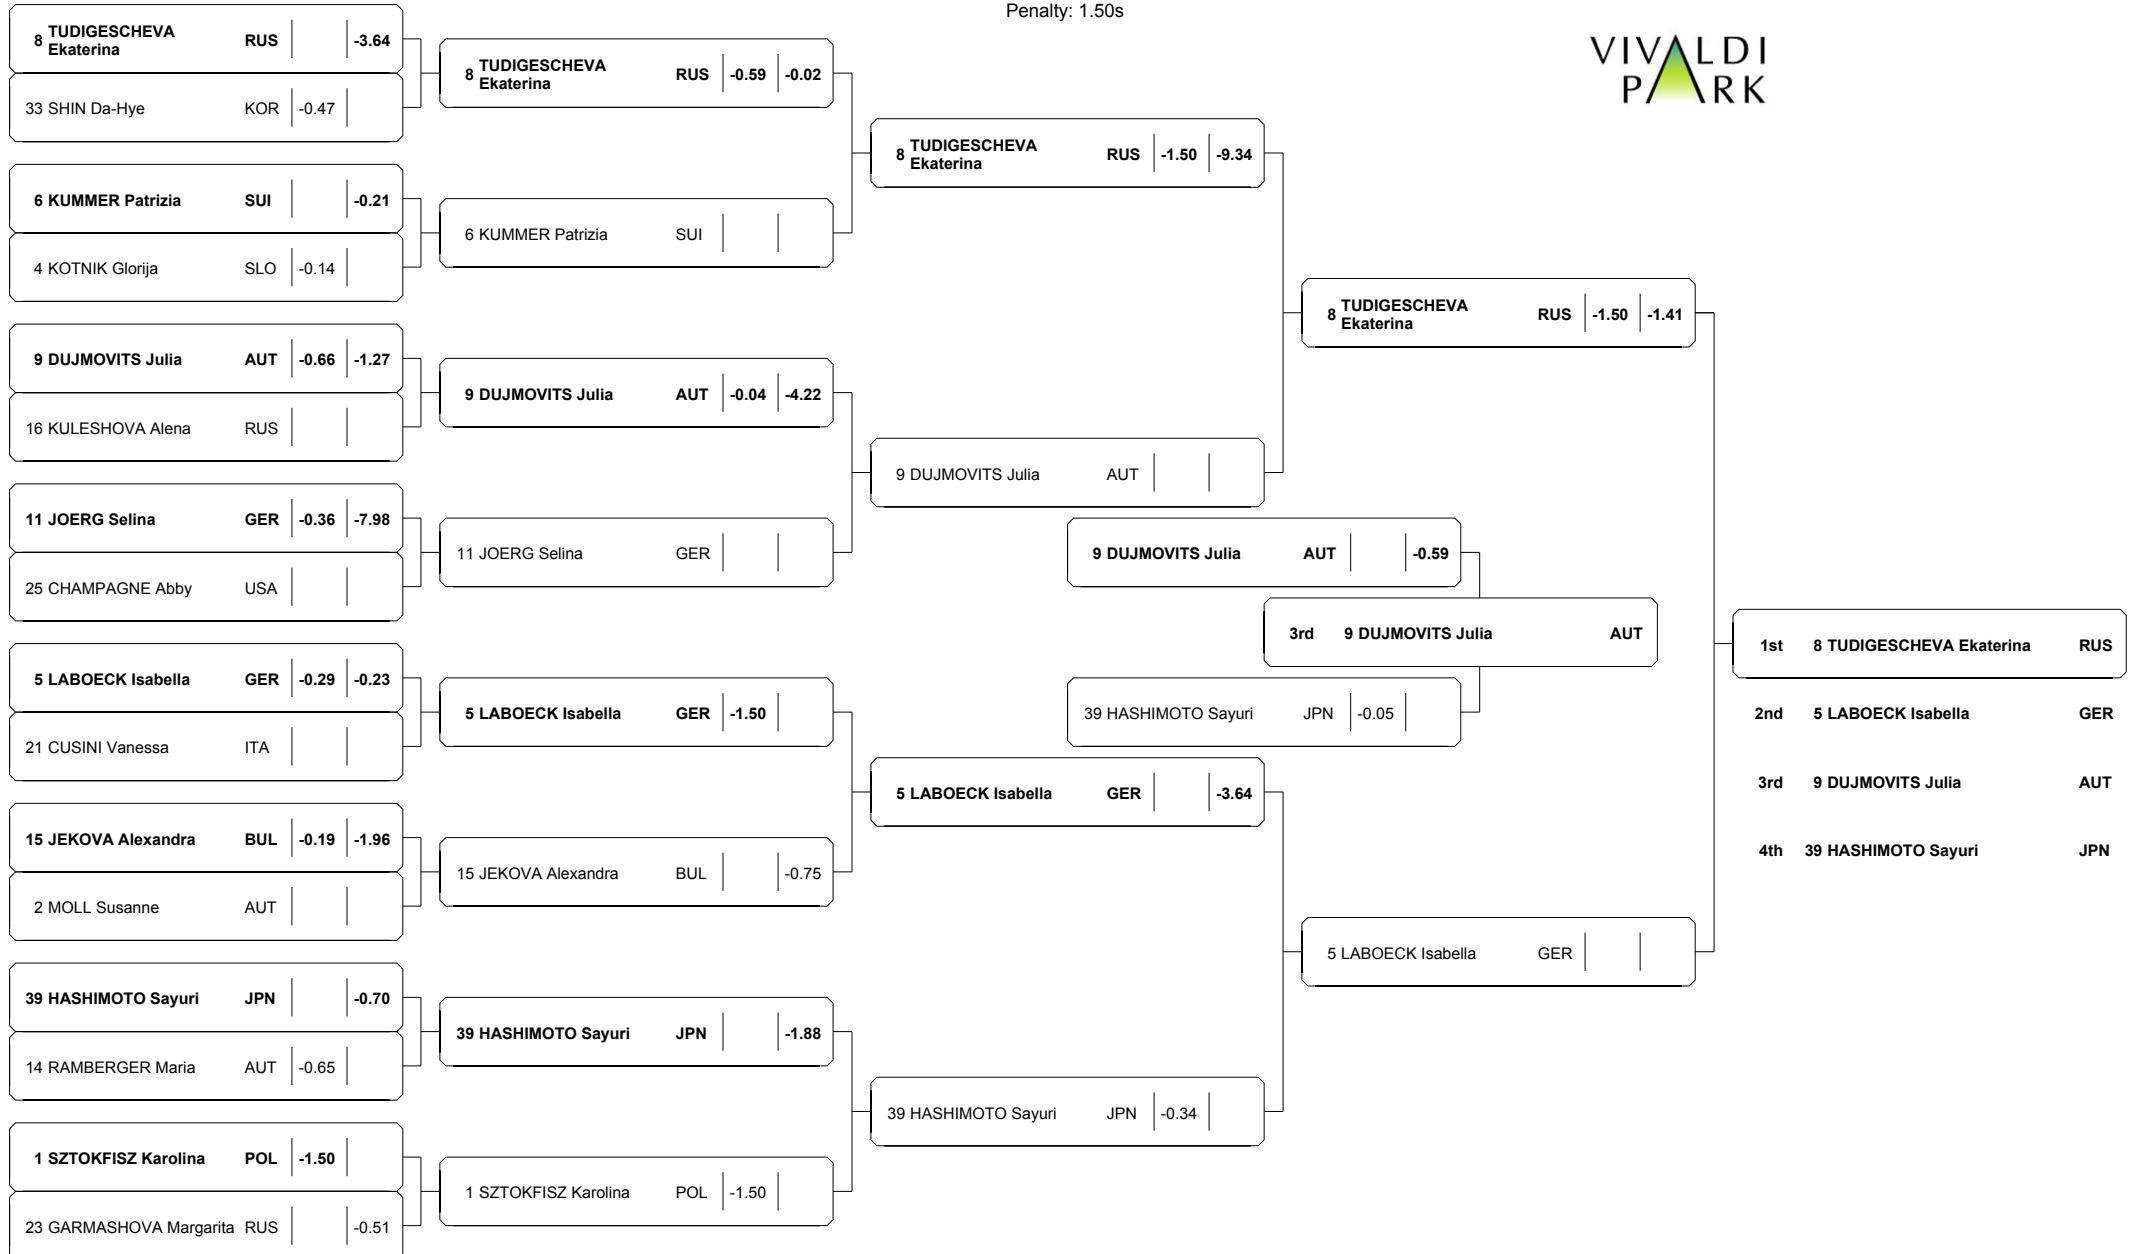 Penalty: 1.50s
VIVALDI
PARK
8 TUDIGESCHEVA Ekaterina RUS -3.64
33 SHIN Da-Hye KOR -0.47
6 KUMMER Patrizia SUI -0.21
4 KOTNIK Glorija SLO -0.14
9 DUJMOVITS Julia AUT -0.66 -1.27
16 KULESHOVA Alena RUS
11 JOERG Selina GER -0.36 -7.98
25 CHAMPAGNE Abby USA
5 LABOECK Isabella GER -0.29 -0.23
21 CUSINI Vanessa ITA
15 JEKOVA Alexandra BUL -0.19 -1.96
2 MOLL Susanne AUT
39 HASHIMOTO Sayuri JPN -0.70
14 RAMBERGER Maria AUT -0.65
1 SZTOKFISZ Karolina POL -1.50
23 GARMASHOVA Margarita RUS -0.51
8 TUDIGESCHEVA Ekaterina RUS -0.59 -0.02
6 KUMMER Patrizia SUI
9 DUJMOVITS Julia AUT -0.04 -4.22
11 JOERG Selina GER
5 LABOECK Isabella GER -1.50
15 JEKOVA Alexandra BUL -0.75
39 HASHIMOTO Sayuri JPN -1.88
1 SZTOKFISZ Karolina POL -1.50
8 TUDIGESCHEVA Ekaterina RUS -1.50 -9.34
9 DUJMOVITS Julia AUT
5 LABOECK Isabella GER -3.64
39 HASHIMOTO Sayuri JPN -0.34
9 DUJMOVITS Julia AUT -0.59
3rd 9 DUJMOVITS Julia AUT
39 HASHIMOTO Sayuri JPN -0.05
8 TUDIGESCHEVA Ekaterina RUS -1.50 -1.41
5 LABOECK Isabella GER
1st 8 TUDIGESCHEVA Ekaterina RUS
2nd 5 LABOECK Isabella GER
3rd 9 DUJMOVITS Julia AUT
4th 39 HASHIMOTO Sayuri JPN